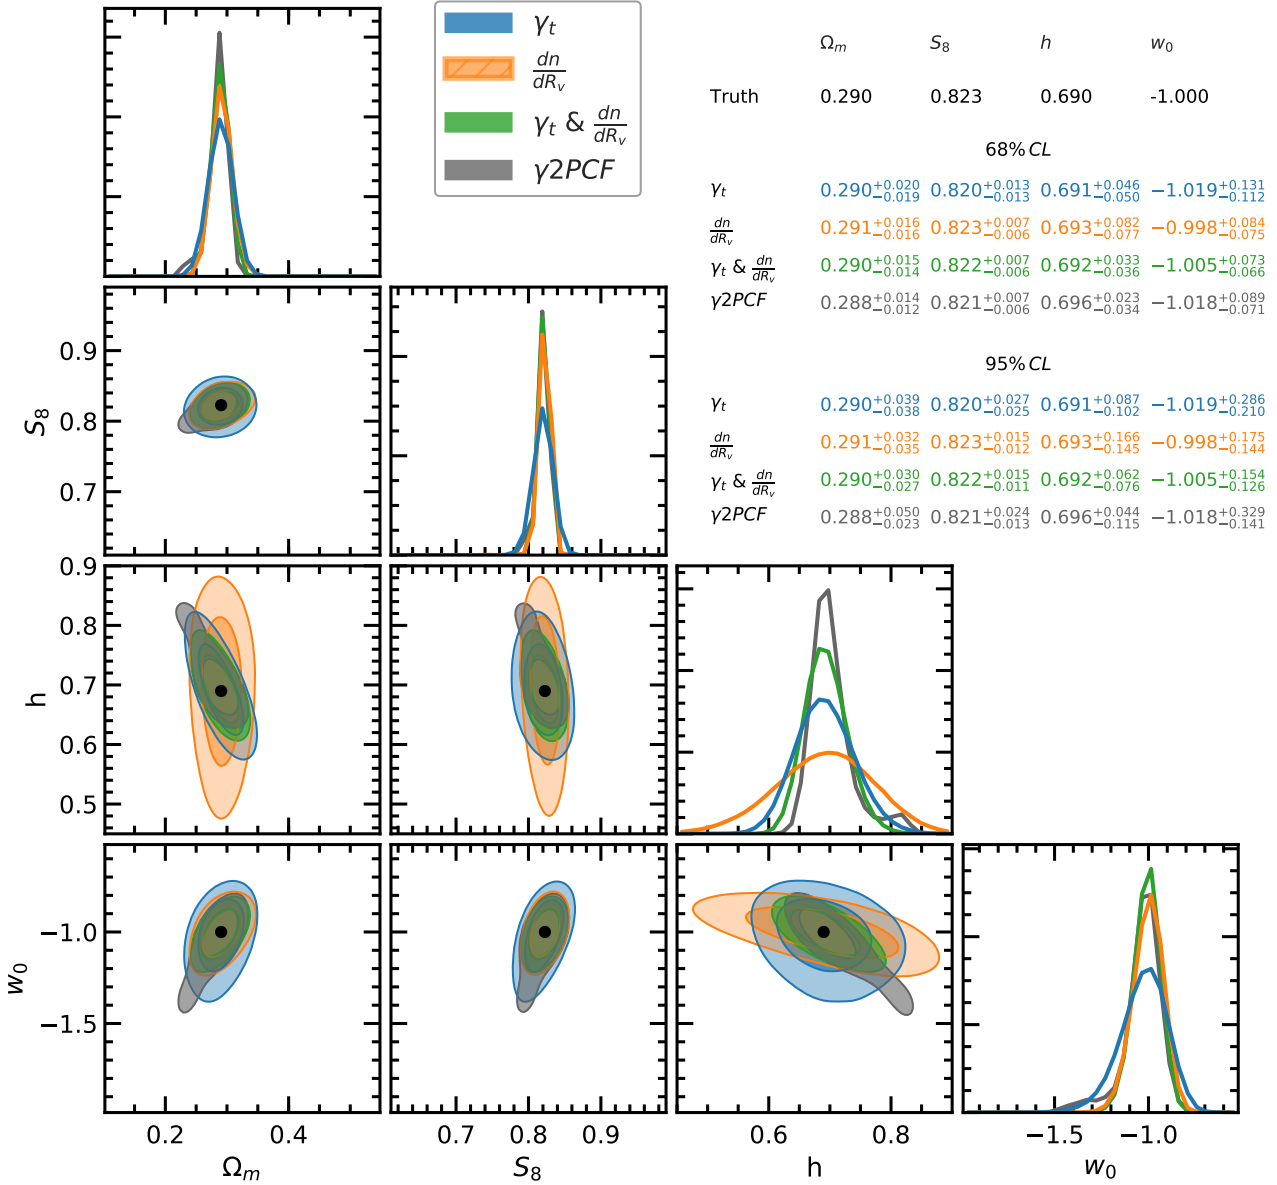 γt
dn/dRv
γt & dn/dRv
γ2PCF
Ωm S8 h w0
Truth 0.290 0.823 0.690 -1.000
68%CL
γt 0.290+0.020−0.019 0.820+0.013−0.013 0.691+0.046−0.050 −1.019+0.131−0.112
dn/dRv 0.291+0.016−0.016 0.823+0.007−0.006 0.693+0.082−0.077 −0.998+0.084−0.075
γt & dn/dRv 0.290+0.015−0.014 0.822+0.007−0.006 0.692+0.033−0.036 −1.005+0.073−0.066
γ2PCF 0.288+0.014−0.012 0.821+0.007−0.006 0.696+0.023−0.034 −1.018+0.089−0.071
95%CL
γt 0.290+0.039−0.038 0.820+0.027−0.025 0.691+0.087−0.102 −1.019+0.286−0.210
dn/dRv 0.291+0.032−0.035 0.823+0.015−0.012 0.693+0.166−0.145 −0.998+0.175−0.144
γt & dn/dRv 0.290+0.030−0.027 0.822+0.015−0.011 0.692+0.062−0.076 −1.005+0.154−0.126
γ2PCF 0.288+0.050−0.023 0.821+0.024−0.013 0.696+0.044−0.115 −1.018+0.329−0.141
0.9
0.8
0.7
S8
0.9
0.8
0.7
0.6
0.5
h
−1.0
−1.5
w0
0.2 0.4 0.7 0.8 0.9 0.6 0.8 −1.5 −1.0
Ωm S8 h w0